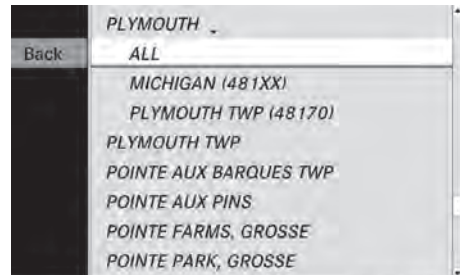 PLYMOUTH
Back
ALL
MICHIGAN (481XX)
PLYMOUTH TWP (48170)
PLYMOUTH TWP
POINTE AUX BARQUES TWP
POINTE AUX PINS
POINTE FARMS, GROSSE
POINTE PARK, GROSSE